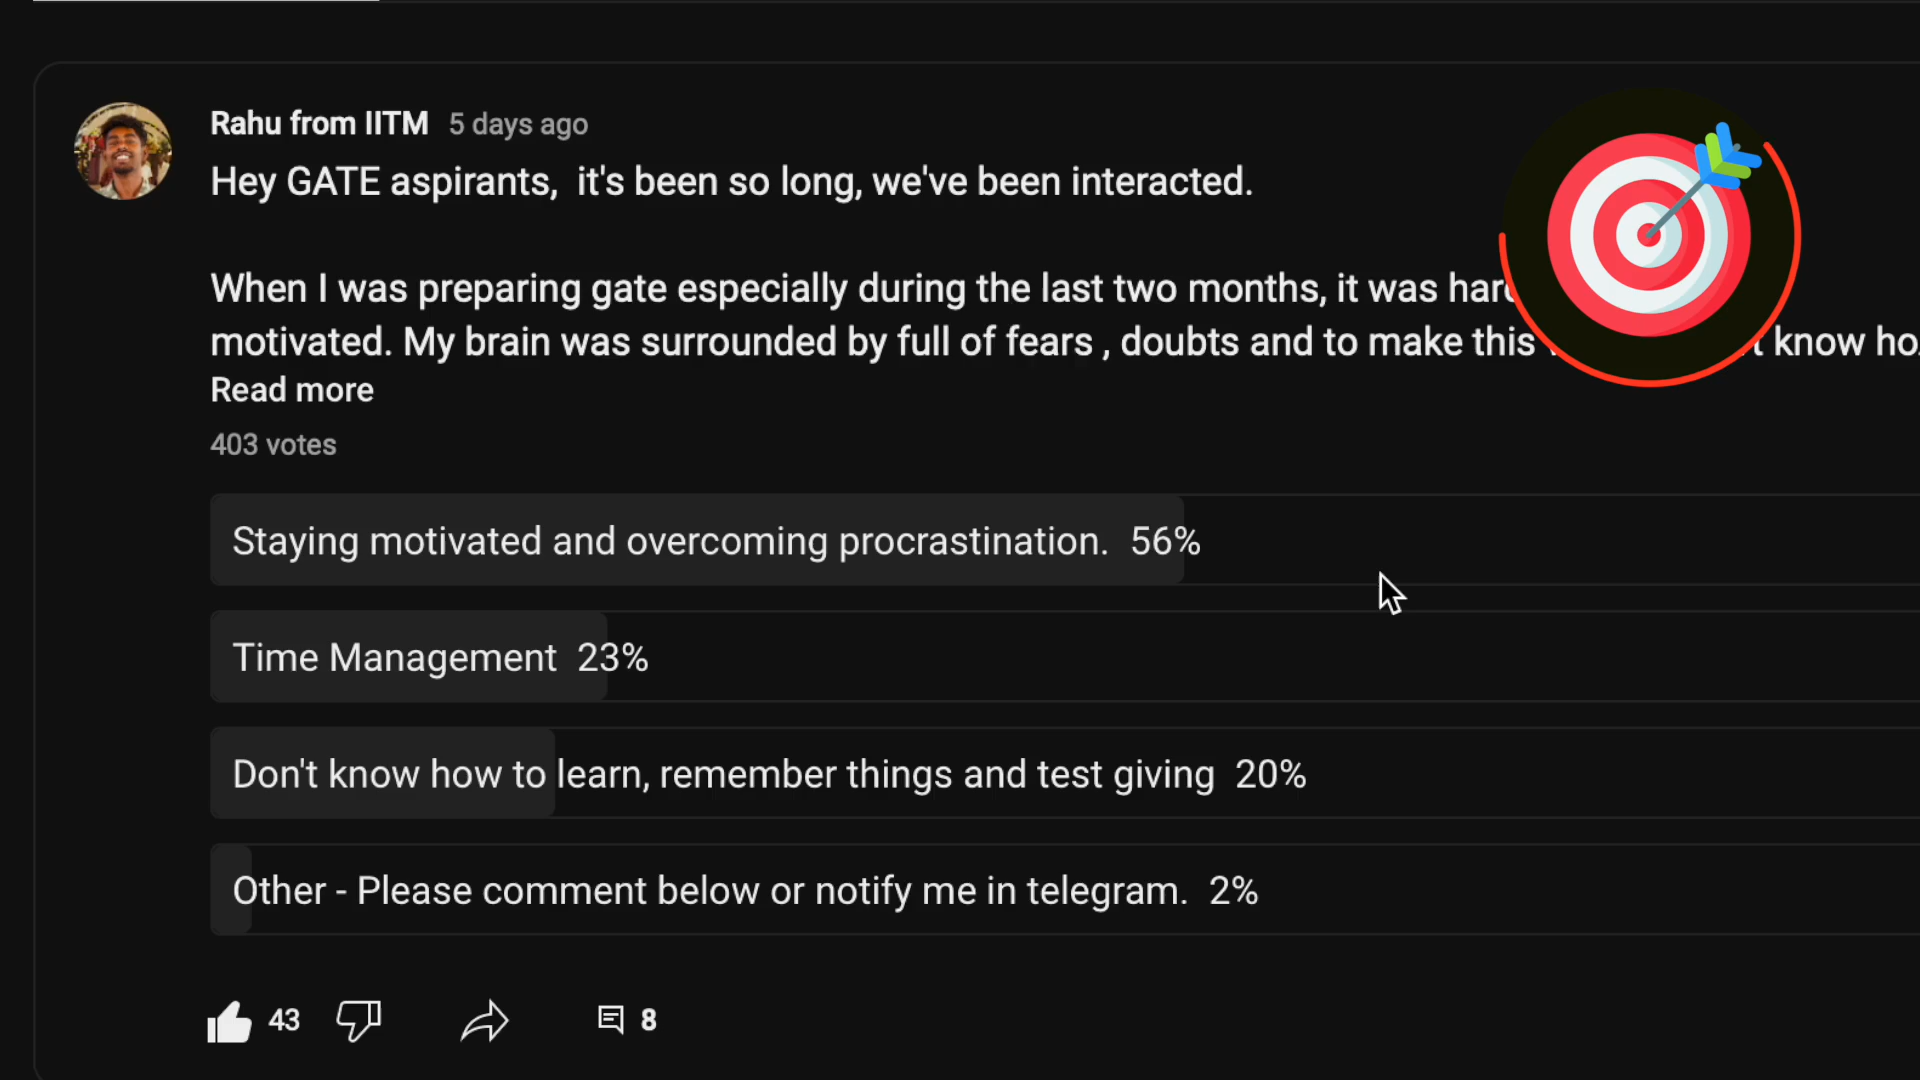 Rahu from IITM 5 days ago
Hey GATE aspirants,  it's been so long, we've been interacted.
When I was preparing gate especially during the last two months, it was
motivated. My brain was surrounded by full of fears , doubts and to make this know
Read more
403 votes
Staying motivated and overcoming procrastination. 56%
Time Management 23%
Don't know how to learn, remember things and test giving 20%
Other - Please comment below or notify me in telegram. 2%
43 8